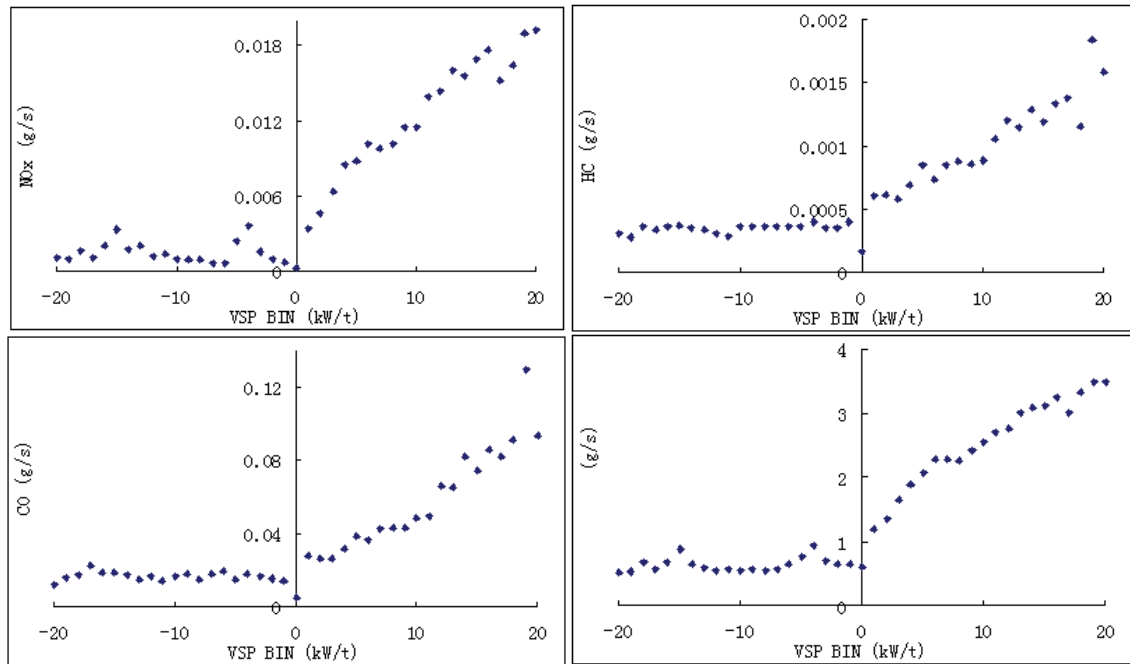 NOx (g/s)
0.018
0.012
0.006
0
-20 -10 0 10 20
VSP BIN (kW/t)
HC (g/s)
0.002
0.0015
0.001
0.0005
0
-20 -10 0 10 20
VSP BIN (kW/t)
CO (g/s)
0.12
0.08
0.04
0
-20 -10 0 10 20
VSP BIN (kW/t)
(g/s)
4
3
2
1
0
-20 -10 0 10 20
VSP BIN (kW/t)